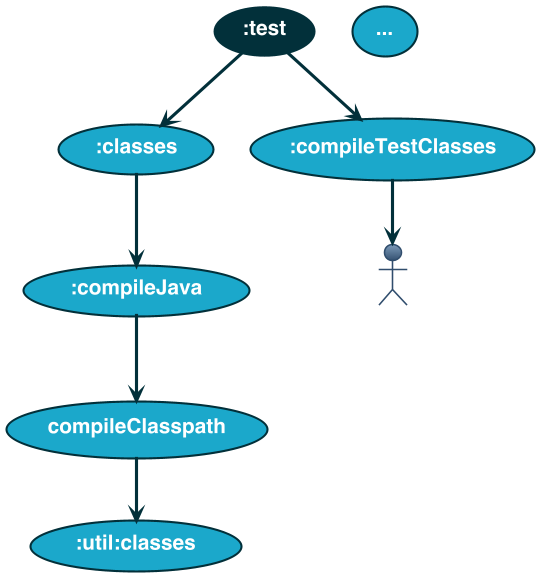 :test
...
:classes
:compileTestClasses
:compileJava
compileClasspath
:util:classes